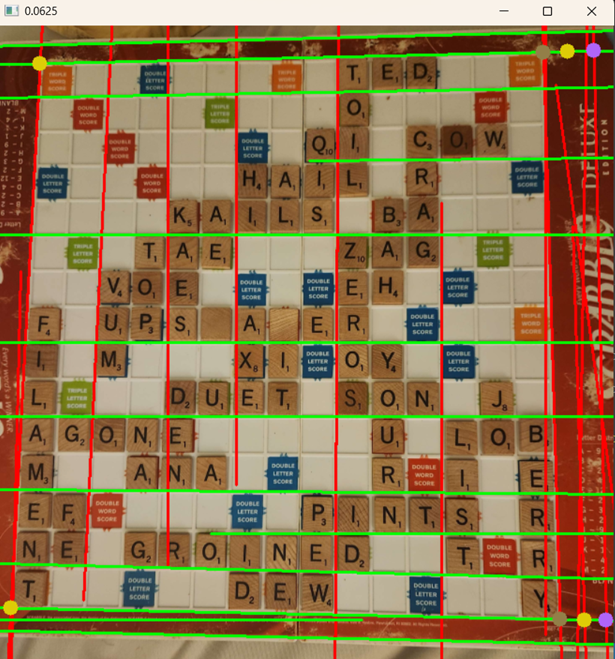 0.0625
TRIPLE WORD SCORE DOUBLE LETTER SCORE TRIPLE WORD SCORE T1 E1 D2 TRIPLE WORD SCORE
DOUBLE WORD SCORE TRIPLE LETTER SCORE O1 DOUBLE WORD SCORE
DOUBLE WORD SCORE DOUBLE LETTER SCORE Q10 I1 C3 O W4
DOUBLE LETTER SCORE DOUBLE WORD SCORE H4 A1 I1 L1 R1 DOUBLE LETTER SCORE
K5 A1 I1 L1 S1 B3 A1
TRIPLE LETTER SCORE T1 A1 E1 Z10 A1 G2 TRIPLE LETTER SCORE
V4 O1 E1 DOUBLE LETTER SCORE DOUBLE LETTER SCORE E1 H4 DOUBLE LETTER SCORE
F4 U1 P3 S1 A1 E1 R1 DOUBLE LETTER SCORE TRIPLE WORD SCORE
I1 M3 X8 I1 DOUBLE LETTER SCORE O1 Y4 DOUBLE LETTER SCORE
L1 TRIPLE LETTER SCORE D2 U1 E1 T1 S1 O1 N1 J8
A1 G2 O1 N1 E1 U1 L1 O1 B3
M3 A1 N1 A1 DOUBLE LETTER SCORE R1 DOUBLE WORD SCORE I1 E1
E1 F4 DOUBLE WORD SCORE DOUBLE LETTER SCORE P3 I1 N1 T1 S1 R1
N1 E1 G2 R1 O1 I1 N1 E1 D2 T1 DOUBLE WORD SCORE R1
T1 DOUBLE LETTER SCORE D2 E1 W4 DOUBLE LETTER SCORE Y4
DELUXE
EDITION